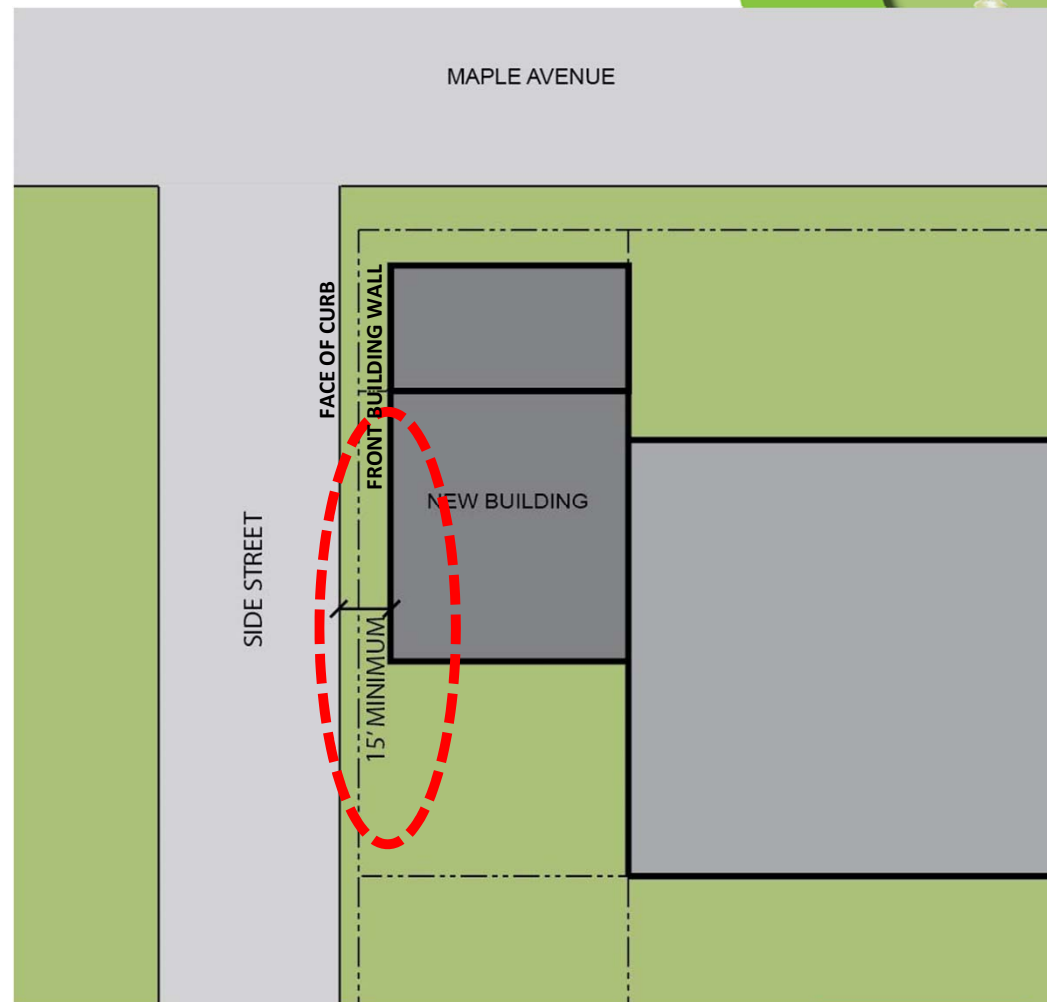 MAPLE AVENUE
FACE OF CURB
FRONT BUILDING WALL
NEW BUILDING
SIDE STREET
15' MINIMUM